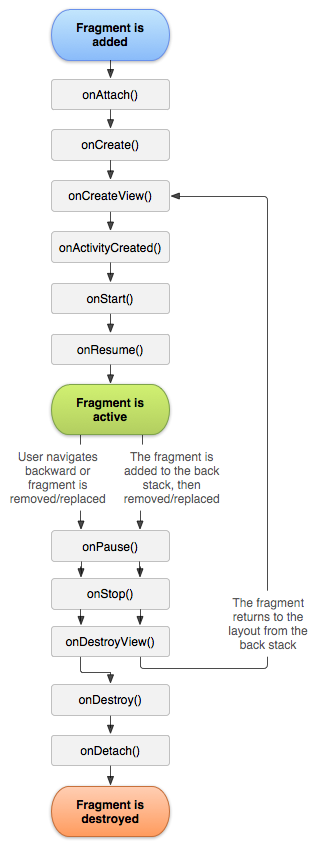 Fragment is
added
onAttach()
onCreate()
onCreateView()
onActivityCreated()
onStart()
onResume()
Fragment is
active
User navigates
backward or
fragment is
removed/replaced
The fragment is
added to the back
stack, then
removed/replaced
onPause()
onStop()
onDestroyView()
The fragment
returns to the
layout from the
back stack
onDestroy()
onDetach()
Fragment is
destroyed